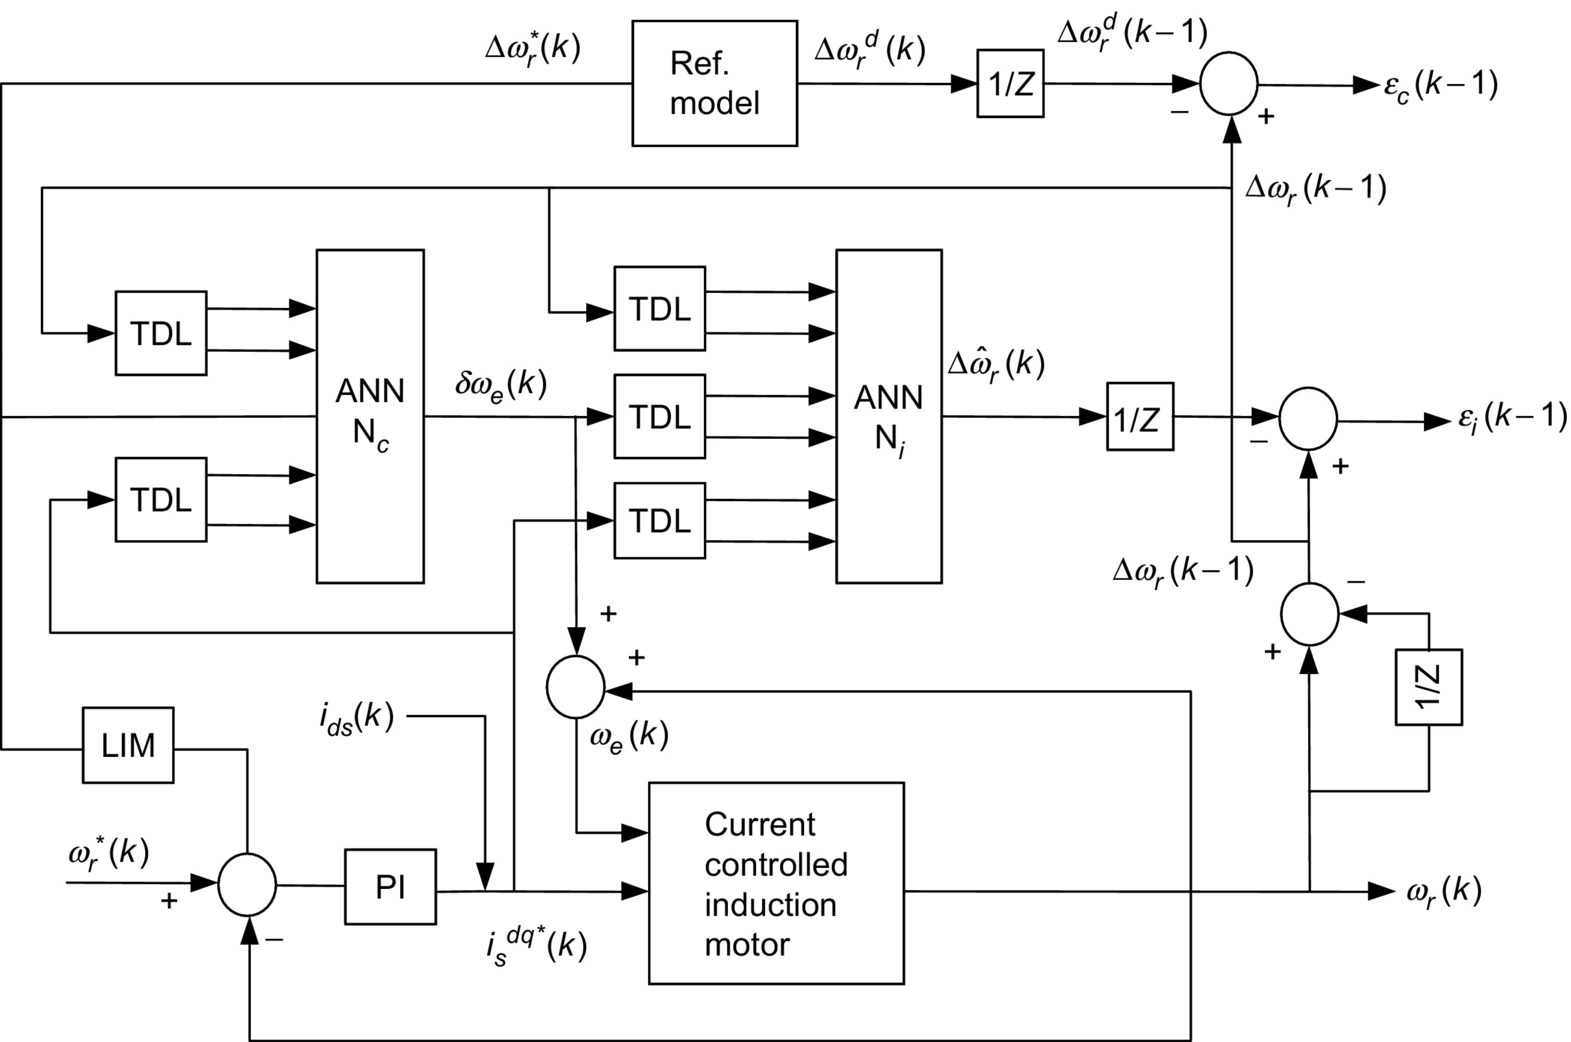 Δω_r^*(k)
Ref.
model
Δω_r^d(k)
1/Z
Δω_r^d(k−1)
−
+
ε_c(k−1)
Δω_r(k−1)
TDL
TDL
ANN
N_c
δω_e(k)
TDL
TDL
TDL
ANN
N_i
Δω̂_r(k)
1/Z
−
+
ε_i(k−1)
Δω_r(k−1)
−
+
1/Z
+
+
ω_e(k)
i_ds(k)
LIM
ω_r^*(k)
+
−
PI
i_s^dq*(k)
Current
controlled
induction
motor
ω_r(k)